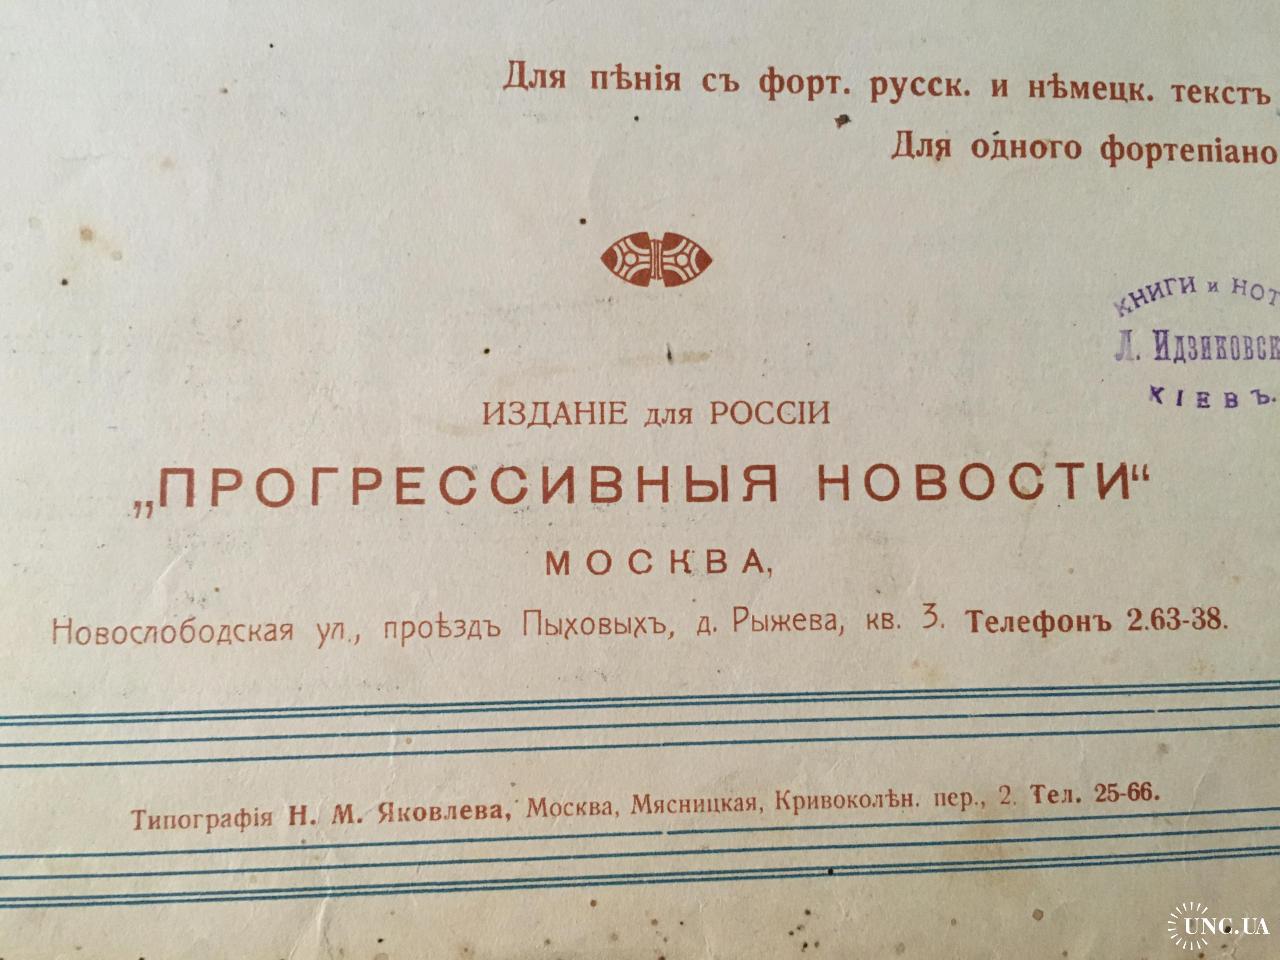 Для пѣнія съ форт. русск. и нѣмецк. текстъ
Для одного фортепіано
КНИГИ и НОТ
Л. Идзиковск
КІЕВЪ.
ИЗДАНІЕ для РОССІИ
„ПРОГРЕССИВНЫЯ НОВОСТИ“
МОСКВА,
Новослободская ул., проѣздъ Пыховыхъ, д. Рыжева, кв. 3. Телефонъ 2.63-38.
Типографія Н. М. Яковлева, Москва, Мясницкая, Кривоколѣн. пер., 2. Тел. 25-66.
UNC.UA